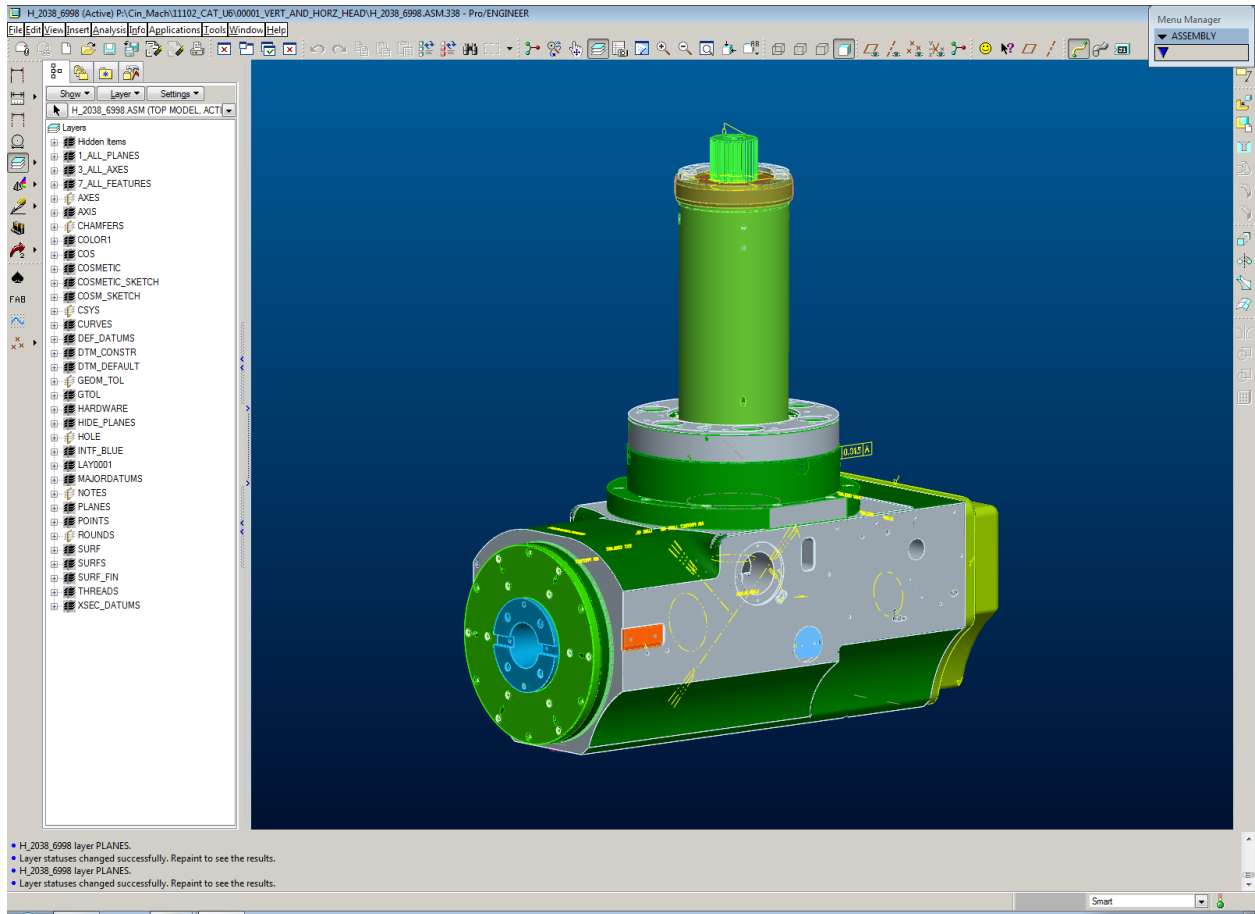 H_2038_6998 (Active) P:\Cin_Mach\11102_CAT_U6\00001_VERT_AND_HORZ_HEAD\H_2038_6998.ASM.338 - Pro/ENGINEER
File Edit View Insert Analysis Info Applications Tools Window Help
Menu Manager
ASSEMBLY
Show Layer Settings
H_2038_6998.ASM (TOP MODEL, ACTI
Layers
Hidden Items
1_ALL_PLANES
3_ALL_AXES
7_ALL_FEATURES
AXES
AXIS
CHAMFERS
COLOR1
COS
COSMETIC
COSMETIC_SKETCH
COSM_SKETCH
CSYS
CURVES
DEF_DATUMS
DTM_CONSTR
DTM_DEFAULT
GEOM_TOL
GTOL
HARDWARE
HIDE_PLANES
HOLE
INTF_BLUE
LAY0001
MAJORDATUMS
NOTES
PLANES
POINTS
ROUNDS
SURF
SURFS
SURF_FIN
THREADS
XSEC_DATUMS
FAB
0.015 A
H_2038_6998 layer PLANES.
Layer statuses changed successfully. Repaint to see the results.
H_2038_6998 layer PLANES.
Layer statuses changed successfully. Repaint to see the results.
Smart